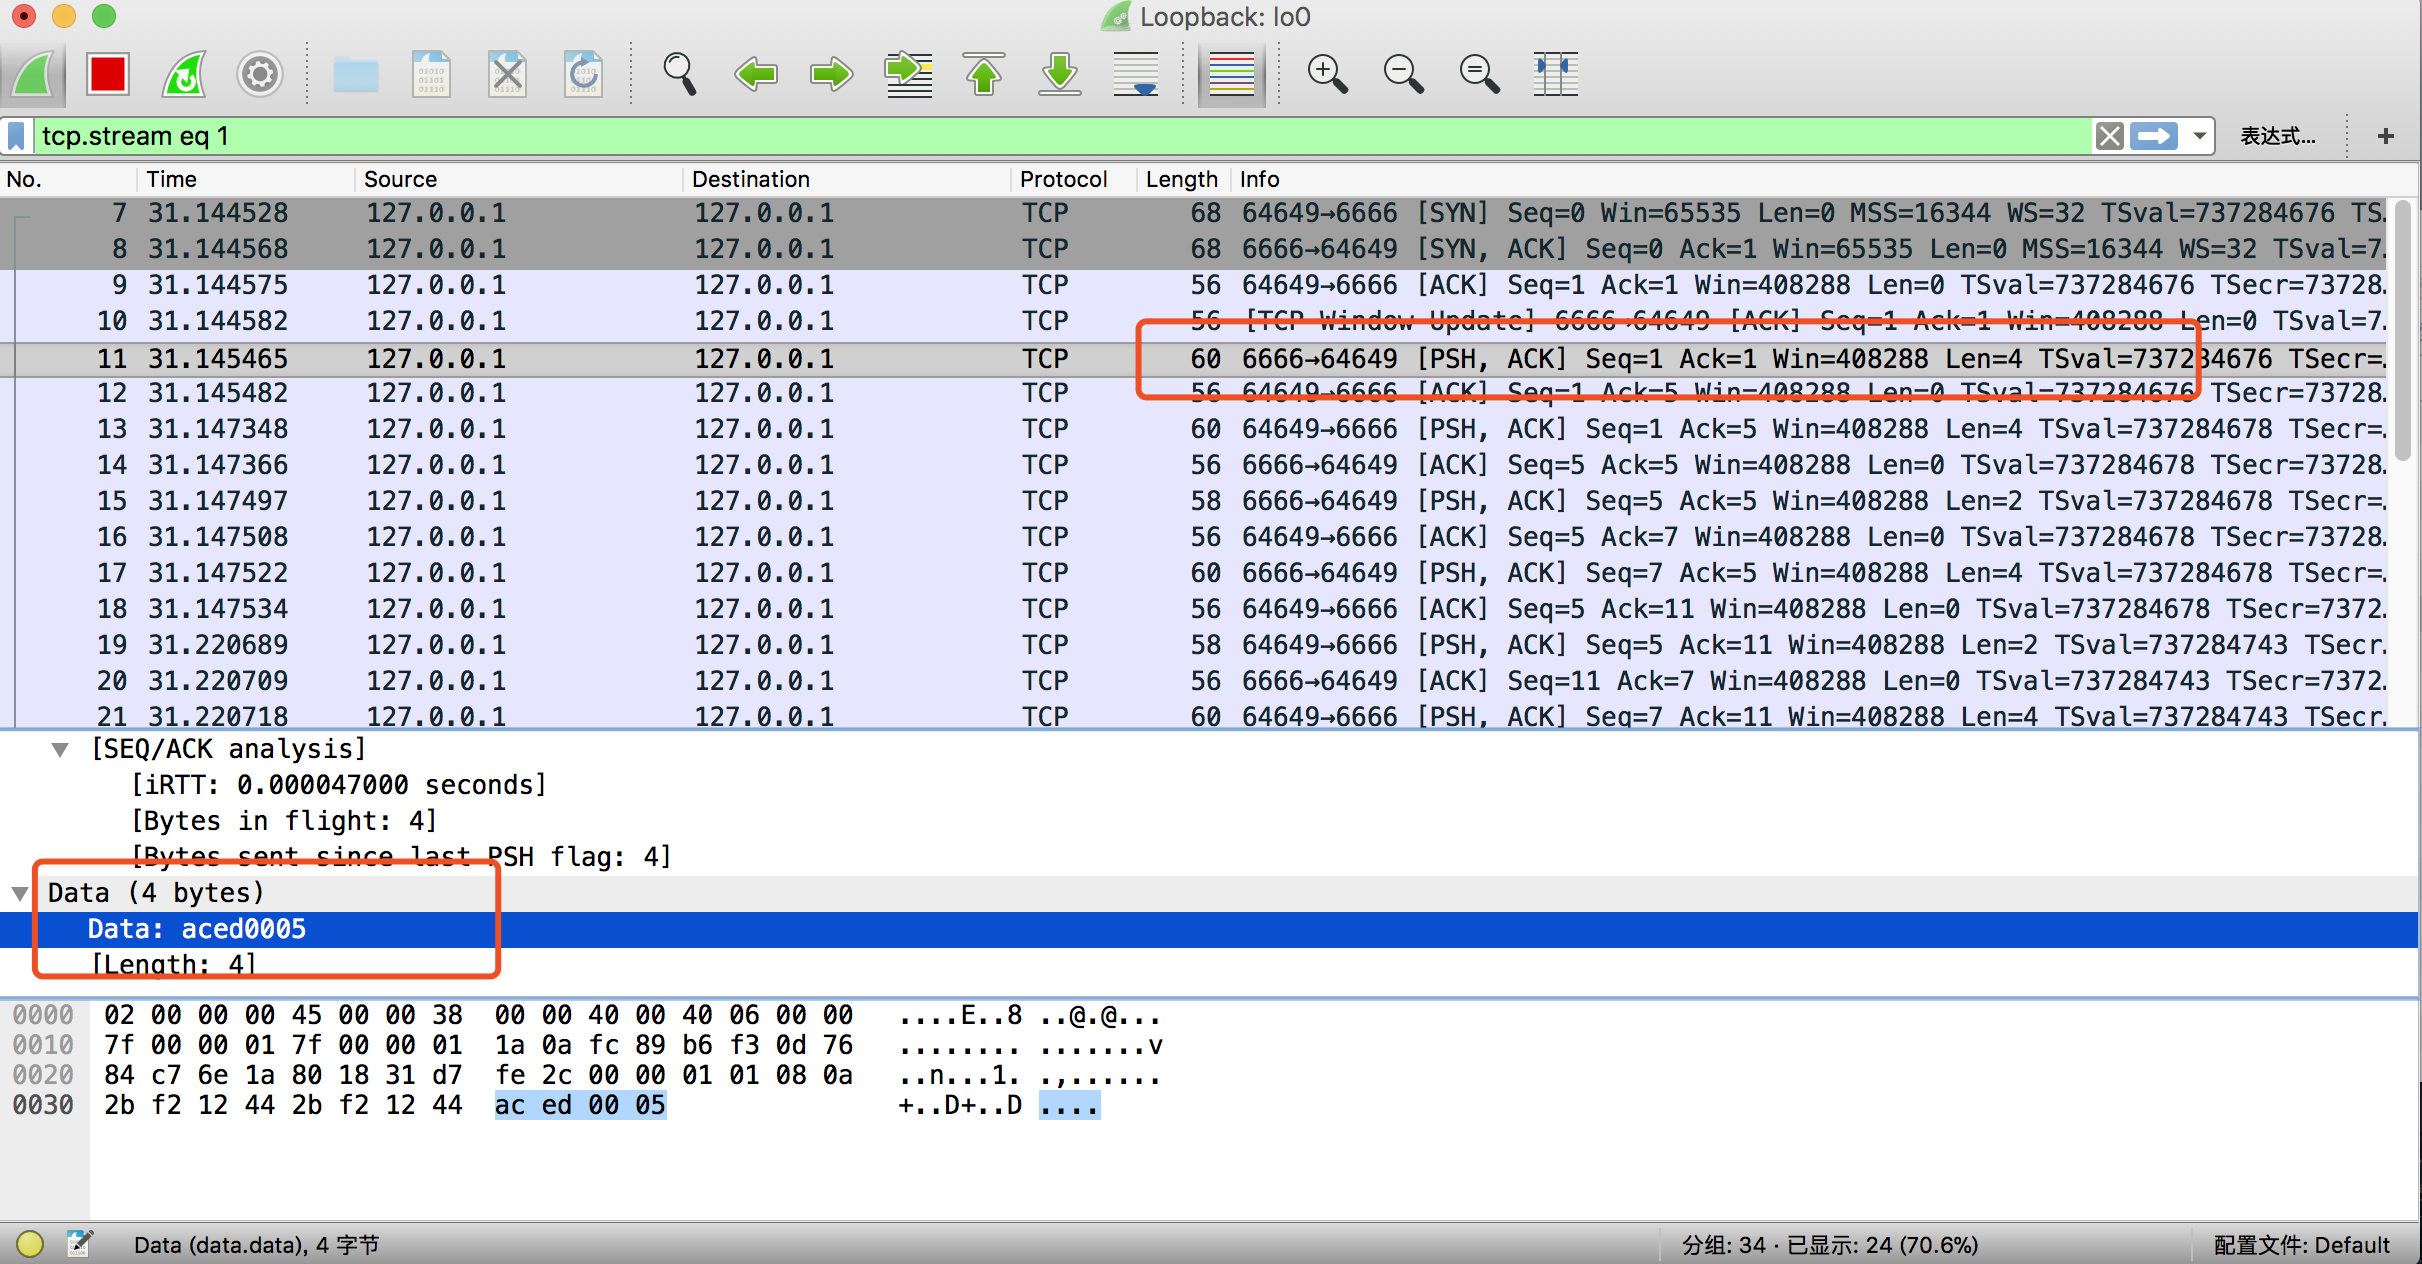 Loopback: lo0
tcp.stream eq 1 表达式… +
No. Time Source Destination Protocol Length Info
7 31.144528 127.0.0.1 127.0.0.1 TCP 68 64649→6666 [SYN] Seq=0 Win=65535 Len=0 MSS=16344 WS=32 TSval=737284676 TS…
8 31.144568 127.0.0.1 127.0.0.1 TCP 68 6666→64649 [SYN, ACK] Seq=0 Ack=1 Win=65535 Len=0 MSS=16344 WS=32 TSval=7…
9 31.144575 127.0.0.1 127.0.0.1 TCP 56 64649→6666 [ACK] Seq=1 Ack=1 Win=408288 Len=0 TSval=737284676 TSecr=73728…
10 31.144582 127.0.0.1 127.0.0.1 TCP 56 [TCP Window Update] 6666→64649 [ACK] Seq=1 Ack=1 Win=408288 Len=0 TSval=7…
11 31.145465 127.0.0.1 127.0.0.1 TCP 60 6666→64649 [PSH, ACK] Seq=1 Ack=1 Win=408288 Len=4 TSval=737284676 TSecr=…
12 31.145482 127.0.0.1 127.0.0.1 TCP 56 64649→6666 [ACK] Seq=1 Ack=5 Win=408288 Len=0 TSval=737284676 TSecr=73728…
13 31.147348 127.0.0.1 127.0.0.1 TCP 60 64649→6666 [PSH, ACK] Seq=1 Ack=5 Win=408288 Len=4 TSval=737284678 TSecr=…
14 31.147366 127.0.0.1 127.0.0.1 TCP 56 6666→64649 [ACK] Seq=5 Ack=5 Win=408288 Len=0 TSval=737284678 TSecr=73728…
15 31.147497 127.0.0.1 127.0.0.1 TCP 58 6666→64649 [PSH, ACK] Seq=5 Ack=5 Win=408288 Len=2 TSval=737284678 TSecr=…
16 31.147508 127.0.0.1 127.0.0.1 TCP 56 64649→6666 [ACK] Seq=5 Ack=7 Win=408288 Len=0 TSval=737284678 TSecr=73728…
17 31.147522 127.0.0.1 127.0.0.1 TCP 60 6666→64649 [PSH, ACK] Seq=7 Ack=5 Win=408288 Len=4 TSval=737284678 TSecr=…
18 31.147534 127.0.0.1 127.0.0.1 TCP 56 64649→6666 [ACK] Seq=5 Ack=11 Win=408288 Len=0 TSval=737284678 TSecr=7372…
19 31.220689 127.0.0.1 127.0.0.1 TCP 58 64649→6666 [PSH, ACK] Seq=5 Ack=11 Win=408288 Len=2 TSval=737284743 TSecr…
20 31.220709 127.0.0.1 127.0.0.1 TCP 56 6666→64649 [ACK] Seq=11 Ack=7 Win=408288 Len=0 TSval=737284743 TSecr=7372…
21 31.220718 127.0.0.1 127.0.0.1 TCP 60 64649→6666 [PSH, ACK] Seq=7 Ack=11 Win=408288 Len=4 TSval=737284743 TSecr…
[SEQ/ACK analysis]
[iRTT: 0.000047000 seconds]
[Bytes in flight: 4]
[Bytes sent since last PSH flag: 4]
Data (4 bytes)
Data: aced0005
[Length: 4]
0000 02 00 00 00 45 00 00 38 00 00 40 00 40 06 00 00 ....E..8 ..@.@...
0010 7f 00 00 01 7f 00 00 01 1a 0a fc 89 b6 f3 0d 76 ........ .......v
0020 84 c7 6e 1a 80 18 31 d7 fe 2c 00 00 01 01 08 0a ..n...1. .,......
0030 2b f2 12 44 2b f2 12 44 ac ed 00 05 +..D+..D ....
Data (data.data), 4 字节 分组: 34 · 已显示: 24 (70.6%) 配置文件: Default